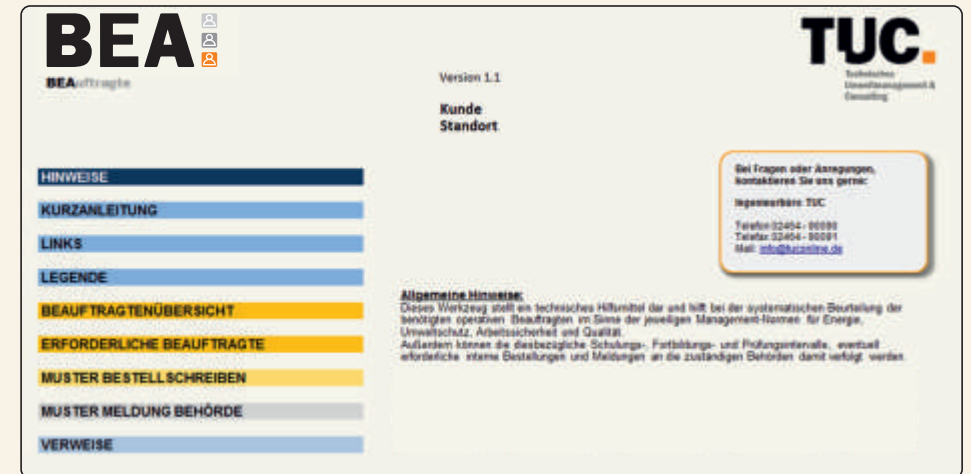 BEA
BEAuftragte
Version 1.1
Kunde
Standort
TUC.
Technisches
Umweltmanagement &
Consulting
HINWEISE
KURZANLEITUNG
LINKS
LEGENDE
BEAUFTRAGTENÜBERSICHT
ERFORDERLICHE BEAUFTRAGTE
MUSTER BESTELLSCHREIBEN
MUSTER MELDUNG BEHÖRDE
VERWEISE
Bei Fragen oder Anregungen,
kontaktieren Sie uns gerne:
Ingenieurbüro TUC
Telefon
Telefax
Mail: info@tuconline.de
Allgemeine Hinweise:
Dieses Werkzeug stellt ein technisches Hilfsmittel dar und hilft bei der systematischen Beurteilung der
benötigten operativen Beauftragten im Sinne der jeweiligen Management-Normen für Energie,
Umweltschutz, Arbeitssicherheit und Qualität.
Außerdem können die diesbezügliche Schulungs-, Fortbildungs- und Prüfungsintervalle, eventuell
erforderliche interne Bestellungen und Meldungen an die zuständigen Behörden damit verfolgt werden